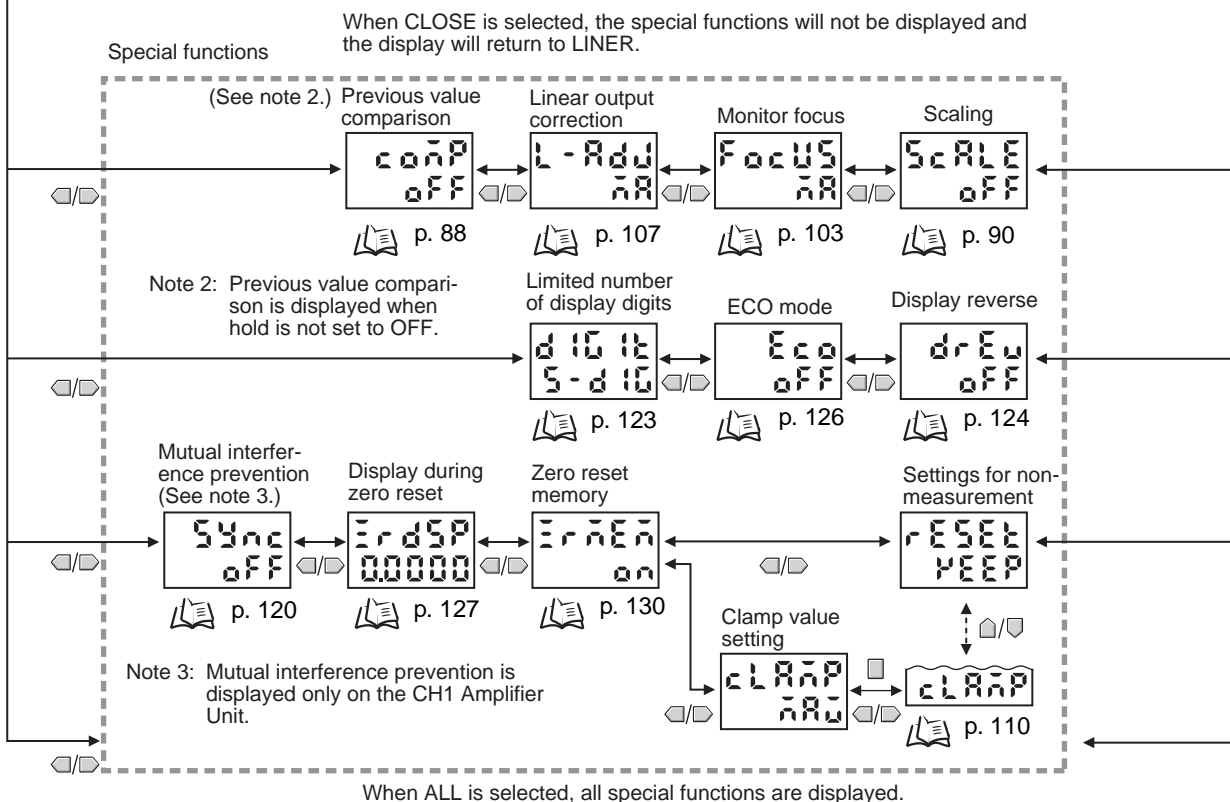 When CLOSE is selected, the special functions will not be displayed and
the display will return to LINER.
Special functions
(See note 2.)
Previous value
comparison
Linear output
correction
Monitor focus
Scaling
comP
oFF
L-AdJ
mA
FocUS
mA
ScALE
oFF
p. 88
p. 107
p. 103
p. 90
Note 2: Previous value compari-
son is displayed when
hold is not set to OFF.
Limited number
of display digits
ECO mode
Display reverse
dIGIt
S-dIG
Eco
oFF
drEv
oFF
p. 123
p. 126
p. 124
Mutual interfer-
ence prevention
(See note 3.)
Display during
zero reset
Zero reset
memory
Settings for non-
measurement
SYnc
oFF
ZrdSP
0.0000
ZrmEm
on
rESEt
KEEP
p. 120
p. 127
p. 130
Clamp value
setting
cLAmP
mAX
cLAmP
p. 110
Note 3: Mutual interference prevention is
displayed only on the CH1 Amplifier
Unit.
When ALL is selected, all special functions are displayed.